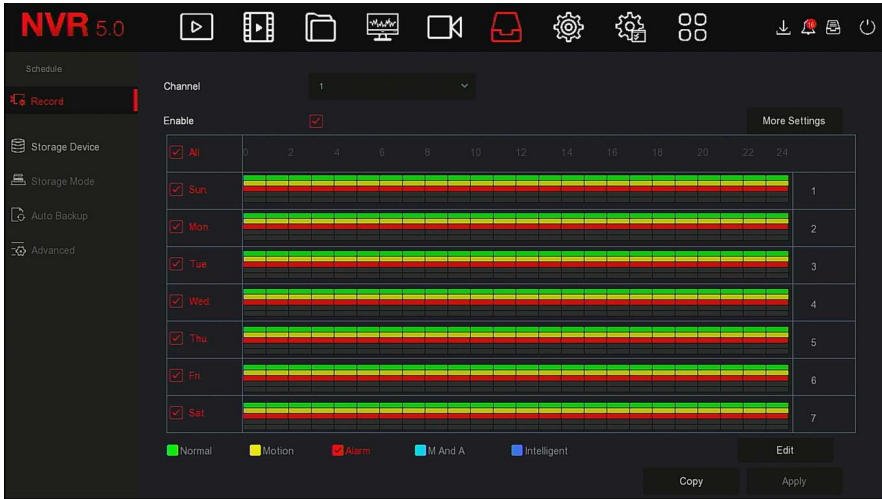 NVR 5.0
16
Schedule
Record
Storage Device
Storage Mode
Auto Backup
Advanced
Channel
1
Enable
More Settings
All 0 2 4 6 8 10 12 14 16 18 20 22 24
Sun. 1
Mon. 2
Tue. 3
Wed. 4
Thu. 5
Fri. 6
Sat. 7
Normal Motion Alarm M And A Intelligent
Edit
Copy Apply